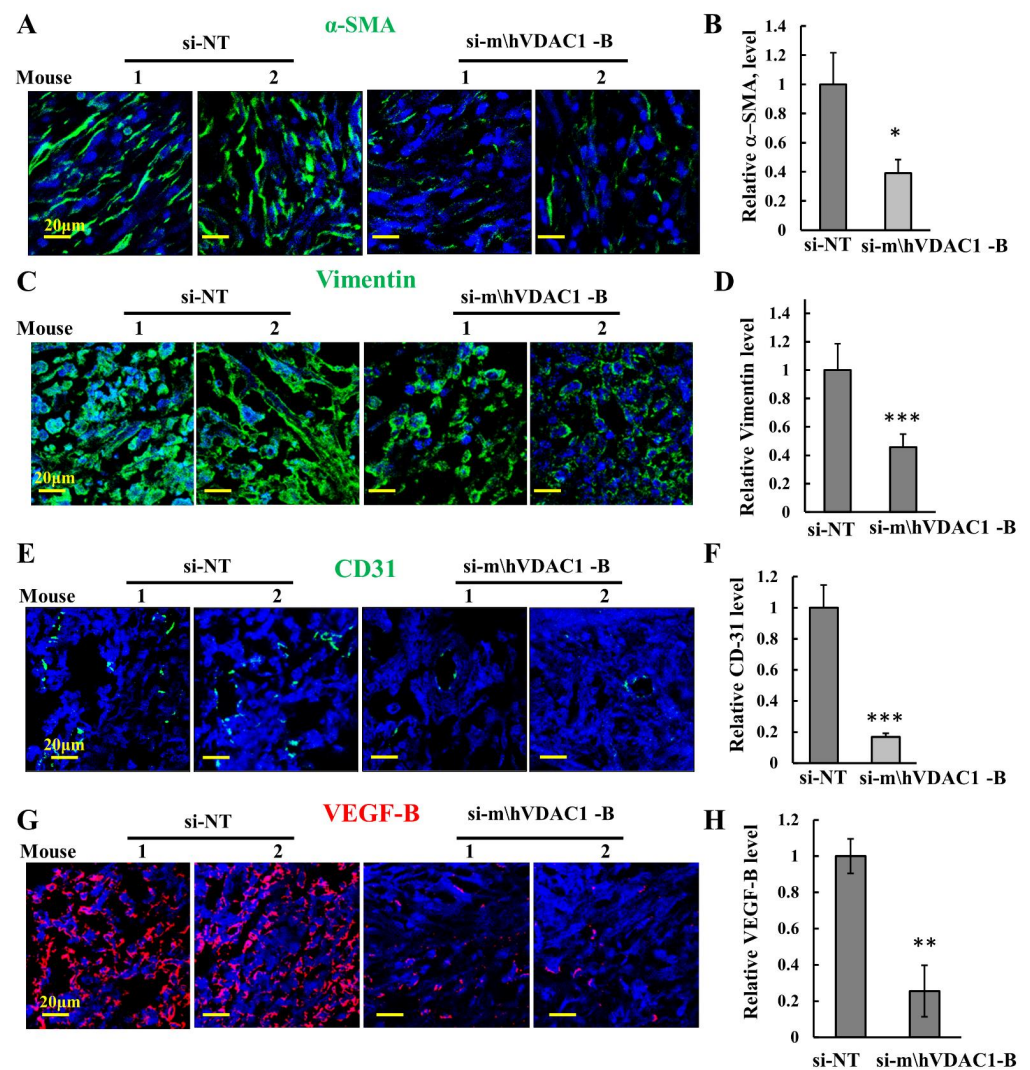 A
α-SMA
si-NT
si-m\hVDAC1 -B
Mouse 1 2 1 2
20μm
B
Relative α–SMA, level
1.4
1.2
1
0.8
0.6
0.4
0.2
0
*
si-NT si-m\hVDAC1 -B
C
Vimentin
si-NT
si-m\hVDAC1 -B
Mouse 1 2 1 2
20μm
D
Relative Vimentin level
1.4
1.2
1
0.8
0.6
0.4
0.2
0
***
si-NT si-m\hVDAC1 -B
E
si-NT
CD31
si-m\hVDAC1 -B
Mouse 1 2 1 2
20μm
F
Relative CD-31 level
1.2
1
0.8
0.6
0.4
0.2
0
***
si-NT si-m\hVDAC1 -B
G
si-NT
VEGF-B
si-m\hVDAC1 -B
Mouse 1 2 1 2
20μm
H
Relative VEGF-B level
1.2
1
0.8
0.6
0.4
0.2
0
**
si-NT si-m\hVDAC1-B